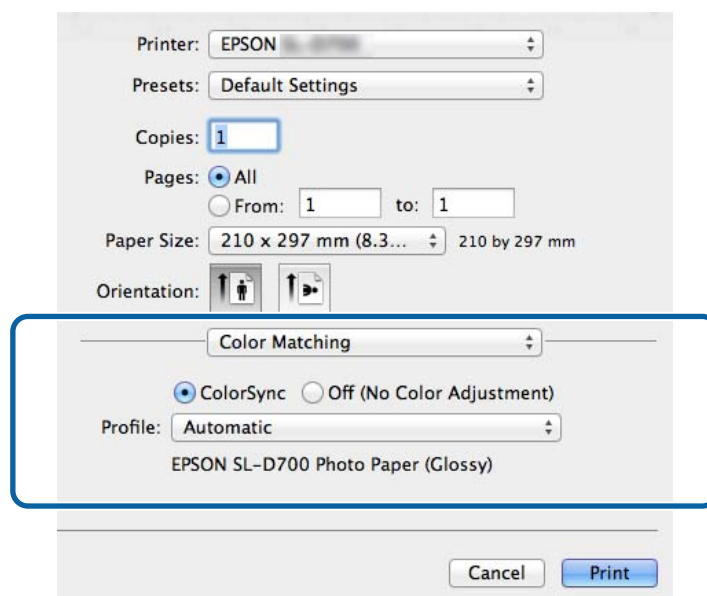 Printer: EPSON
Presets: Default Settings
Copies: 1
Pages: All
From: 1 to: 1
Paper Size: 210 x 297 mm (8.3... 210 by 297 mm
Orientation:
Color Matching
ColorSync Off (No Color Adjustment)
Profile: Automatic
EPSON SL-D700 Photo Paper (Glossy)
Cancel Print